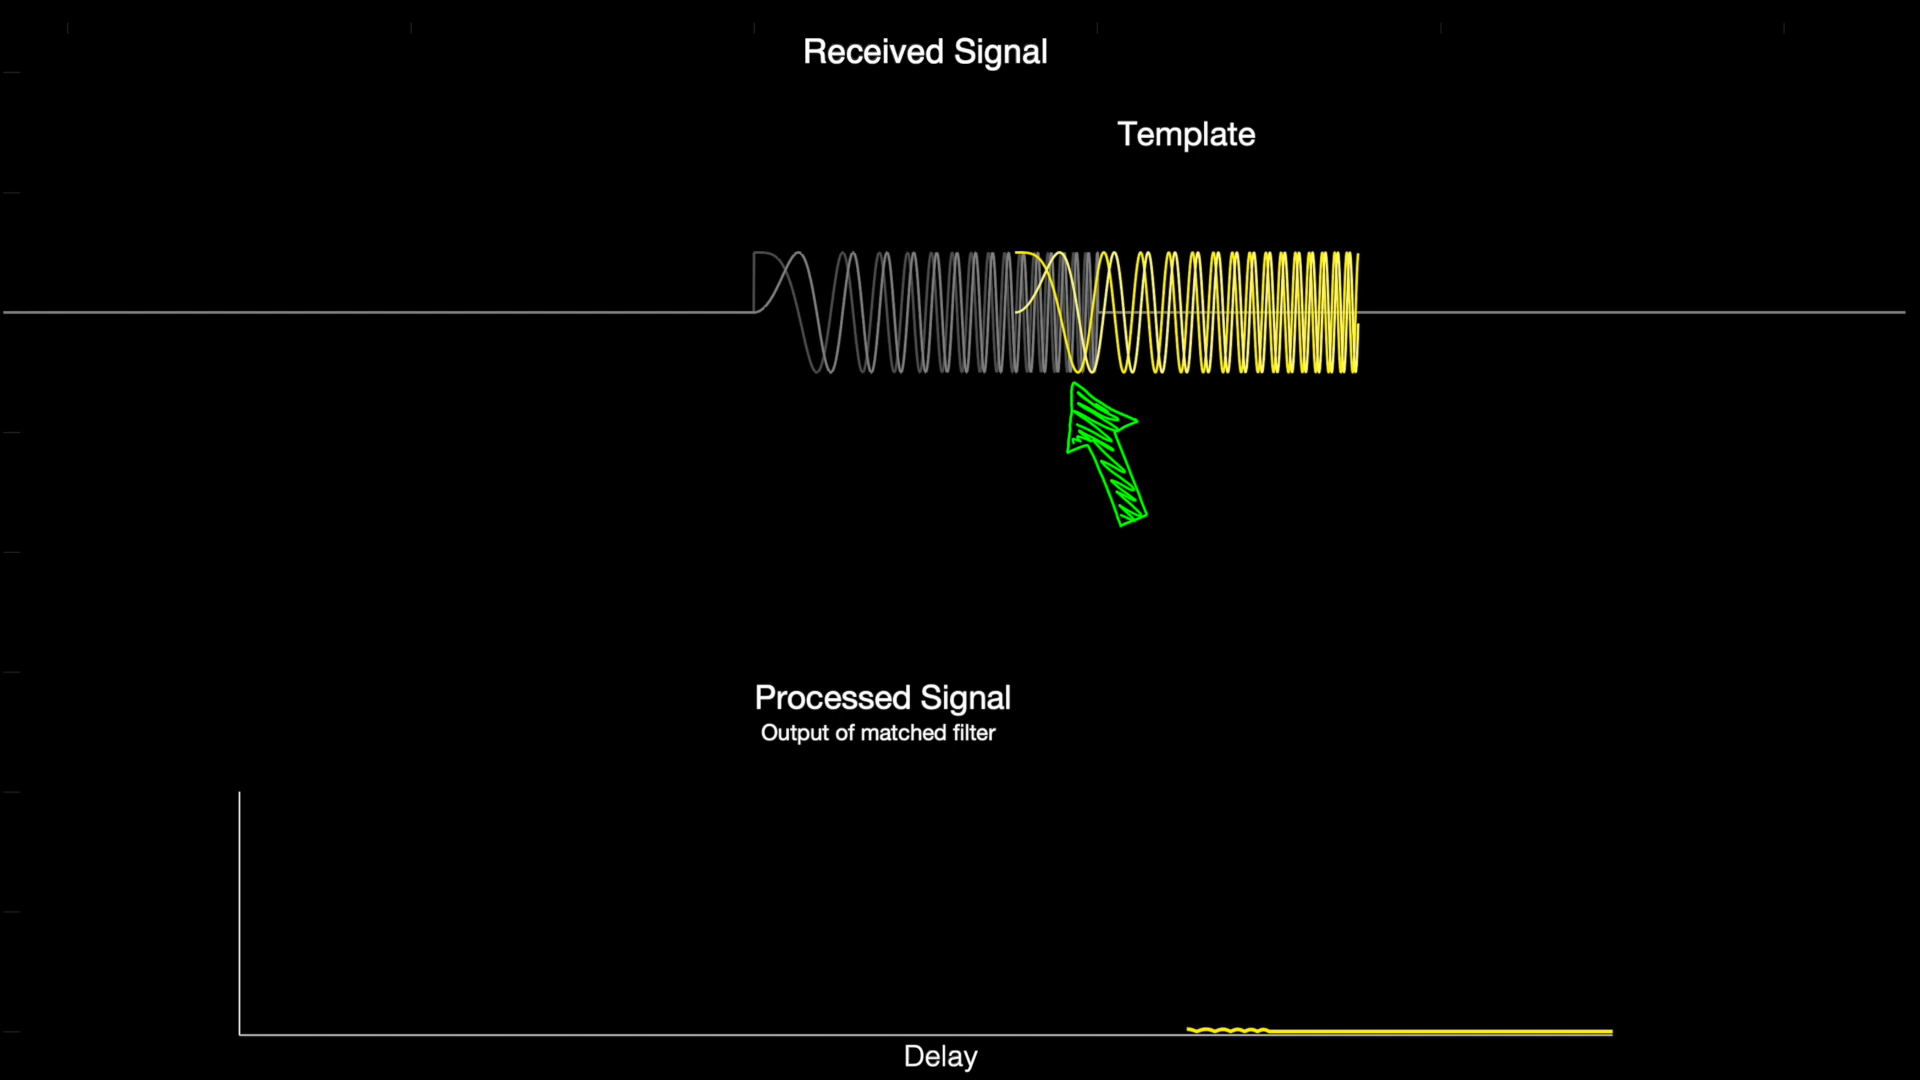 Received Signal
Template
Processed Signal
Output of matched filter
Delay